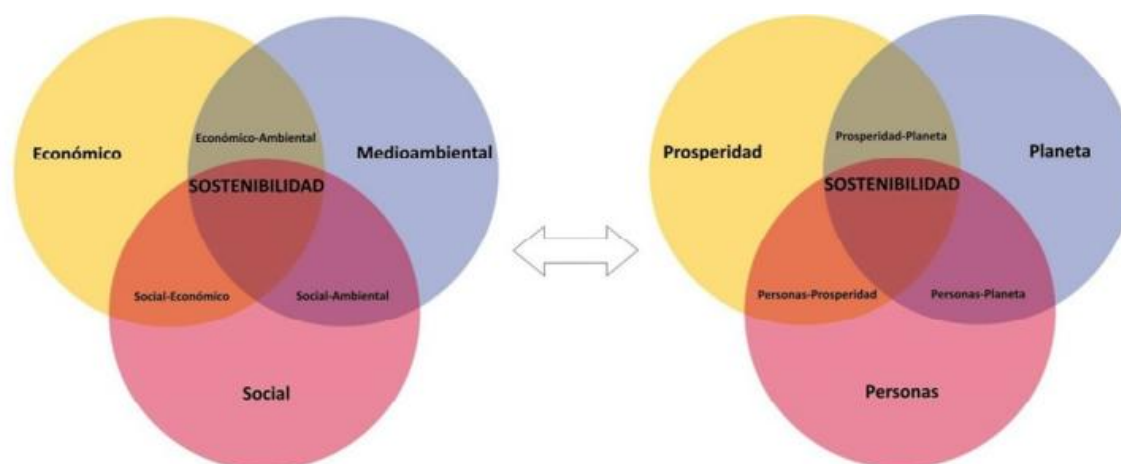 Económico-Ambiental
Económico
Medioambiental
SOSTENIBILIDAD
Social-Económico
Social-Ambiental
Social
Prosperidad-Planeta
Prosperidad
Planeta
SOSTENIBILIDAD
Personas-Prosperidad
Personas-Planeta
Personas